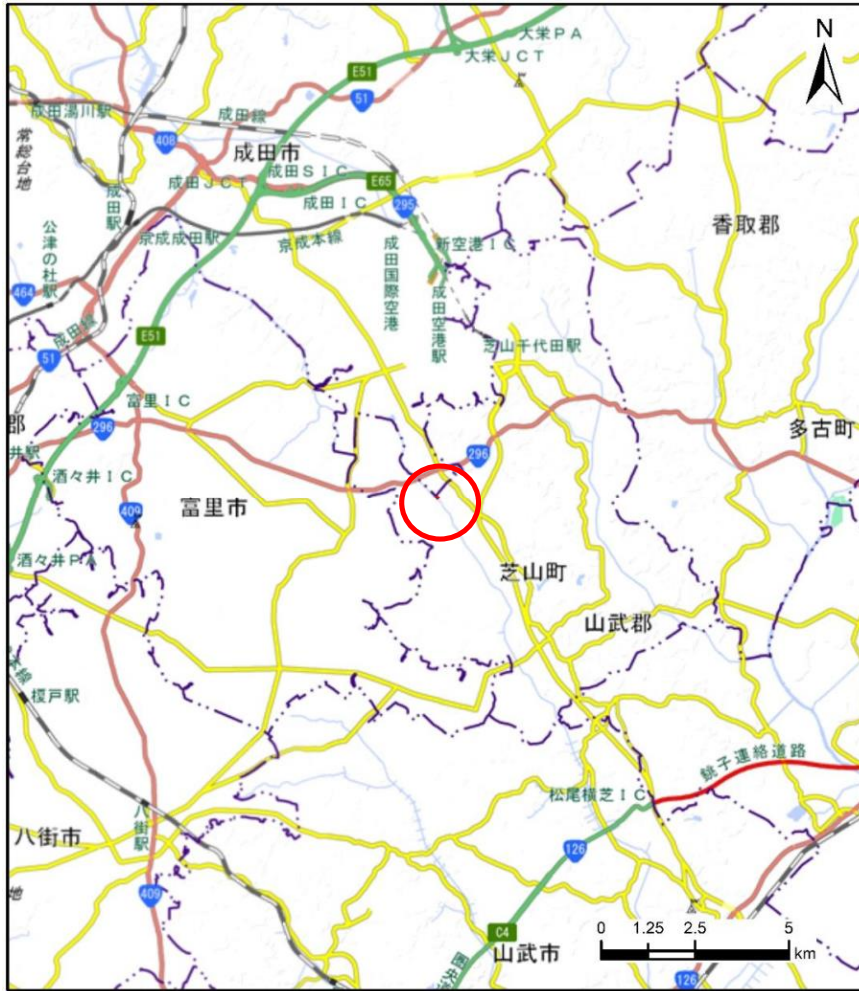 大栄ＰＡ
大栄ＪＣＴ
N
E51
51
成田湯川駅
成田線
408
常総台地
成田市
成田ＳＩＣ
成田ＪＣＴ
E65
成田ＩＣ
295
成田駅
香取郡
公津の杜駅
京成成田駅
京成本線
新空港ＩＣ
成田国際空港
464
成田空港駅
成田線
E51
51
芝山千代田駅
富里ＩＣ
郡
296
多古町
井駅
296
酒々井ＩＣ
富里市
409
酒々井ＰＡ
芝山町
山武郡
本線
榎戸駅
銚子連絡道路
松尾横芝ＩＣ
八街駅
八街市
126
地
409
0 1.25 2.5 5
km
C4
山武市
126